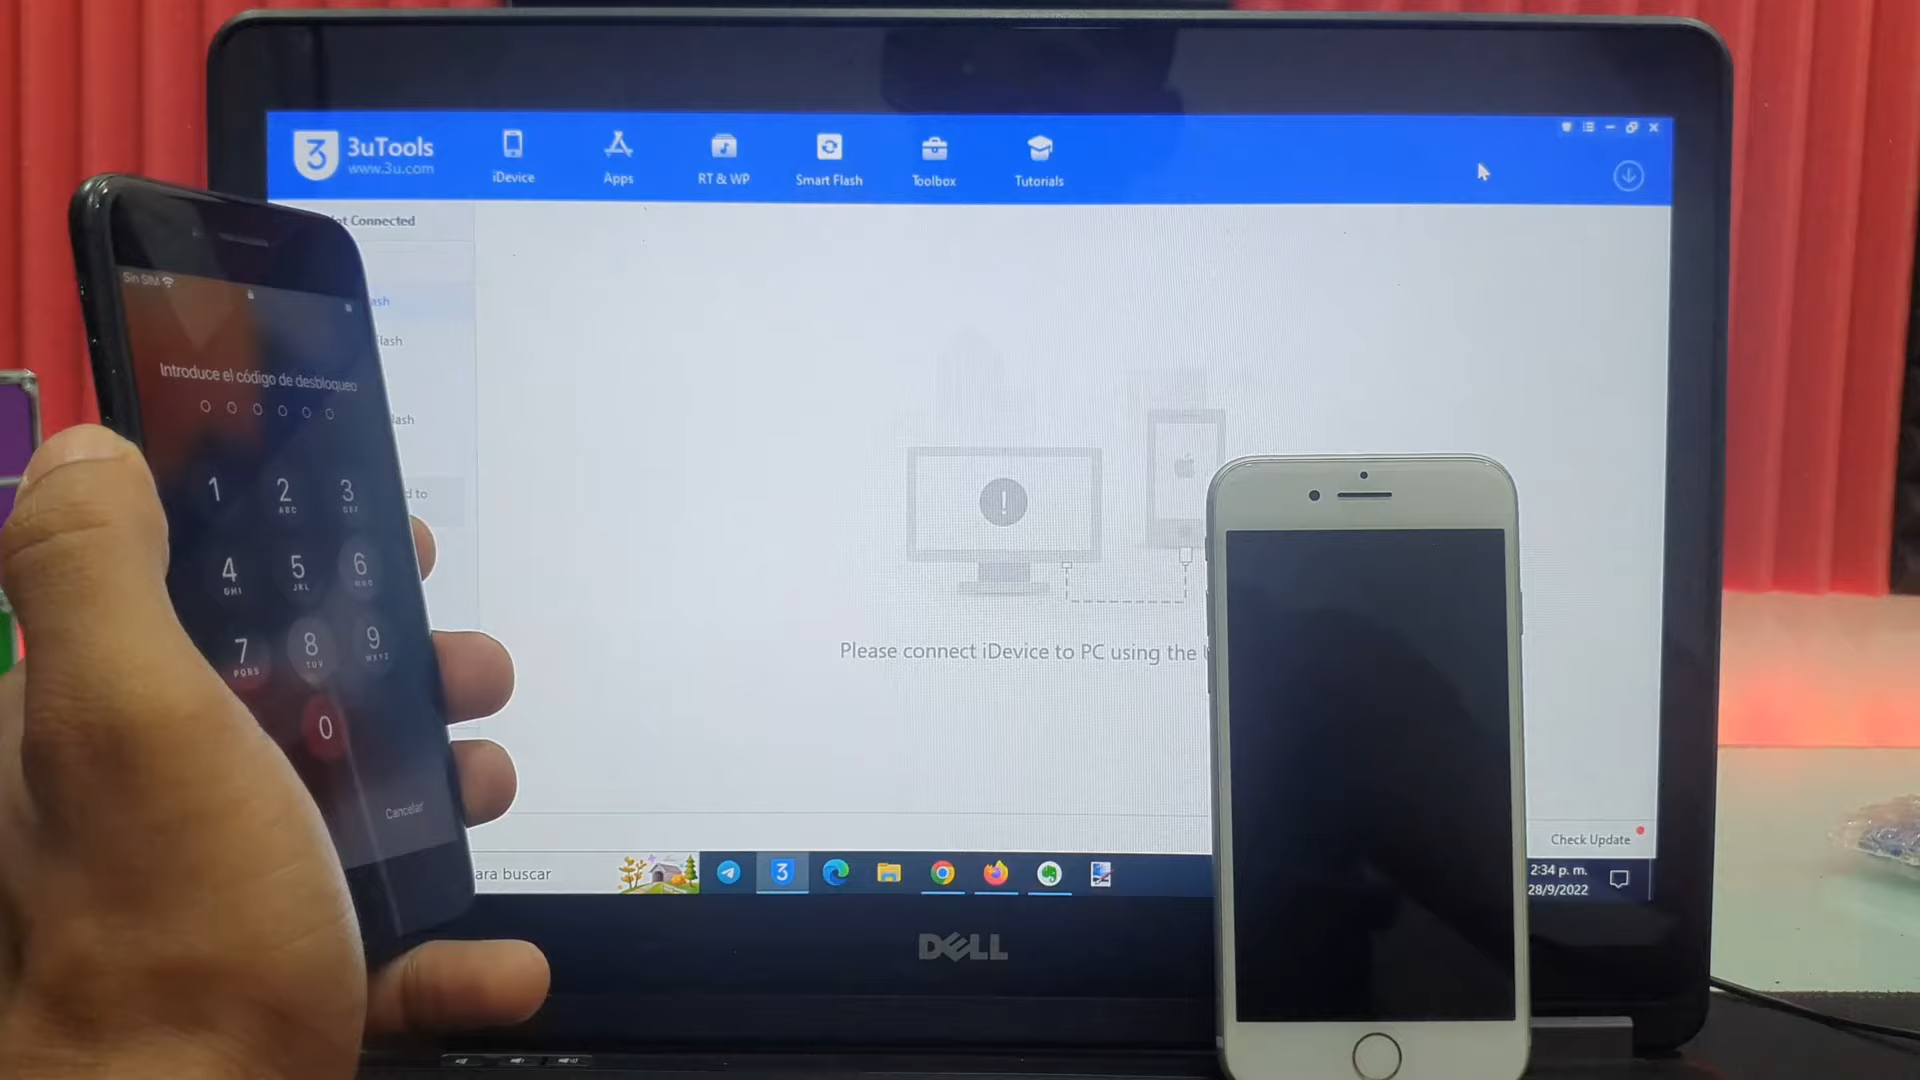 3uTools
www.3u.com
iDevice
Apps
RT & WP
Smart Flash
Toolbox
Tutorials
Connected
Sin SIM
Introduce el código de desbloqueo
1
2 ABC
3 DEF
4 GHI
5 JKL
6 MNO
7 PQRS
8 TUV
9 WXYZ
0
Cancelar
Please connect iDevice to PC using the
Check Update
buscar
3
2:34 p. m.
28/9/2022
DELL